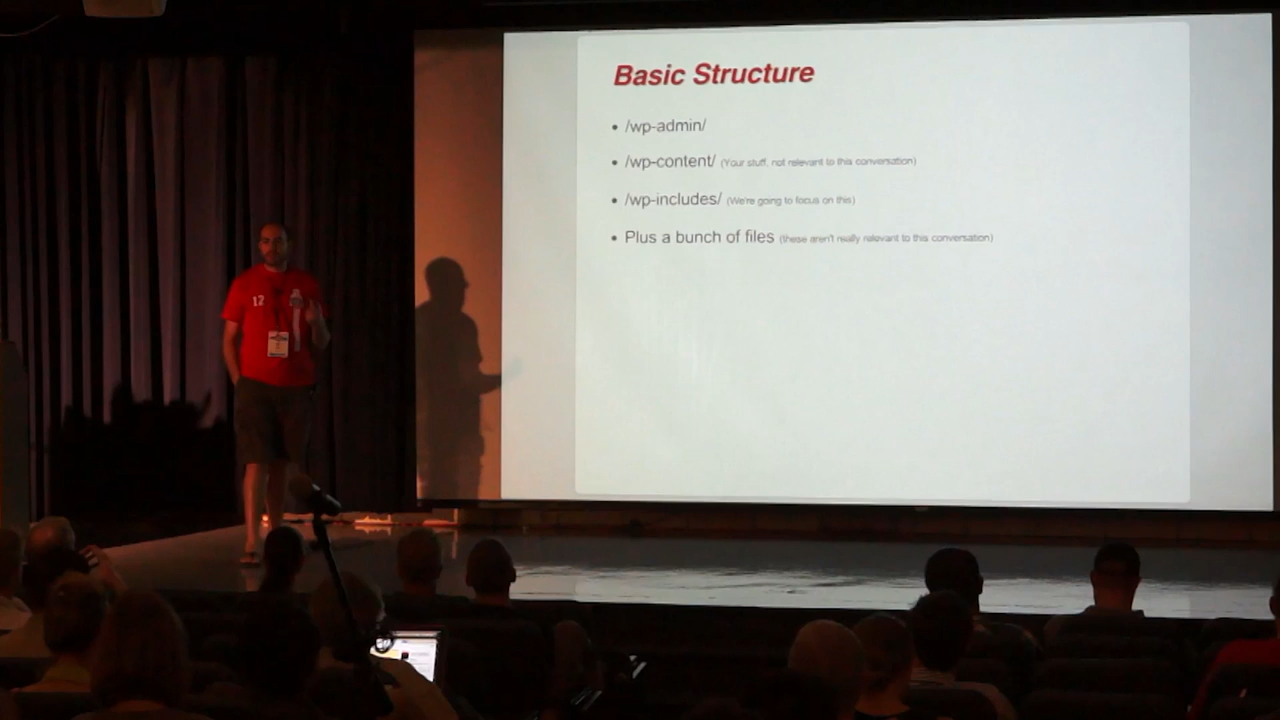 Basic Structure
• /wp-admin/
• /wp-content/ (Your stuff, not relevant to this conversation)
• /wp-includes/ (We're going to focus on this)
• Plus a bunch of files (these aren't really relevant to this conversation)
12